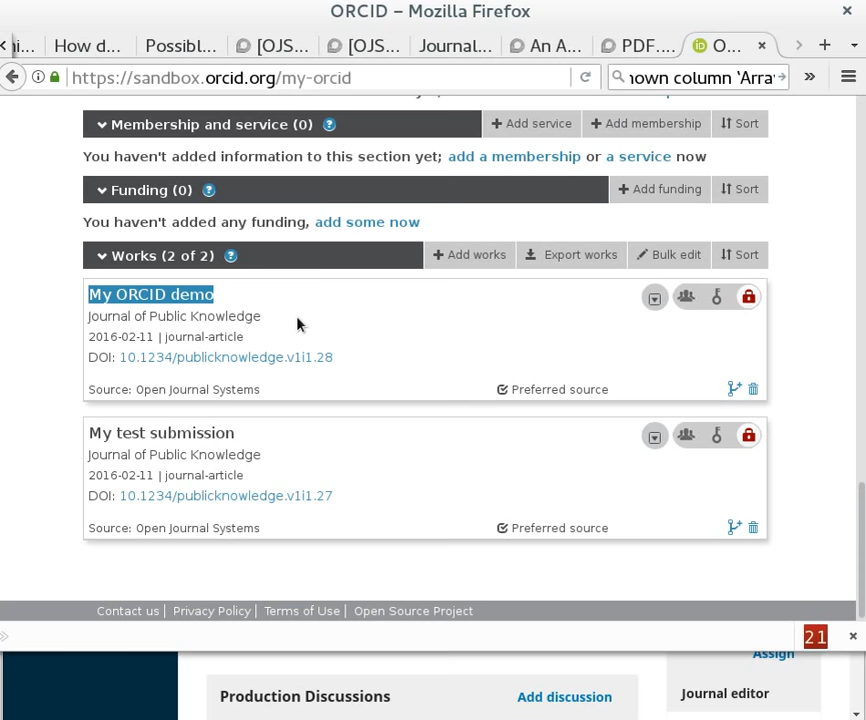 ORCID – Mozilla Firefox
How d... Possibl... [OJS... [OJS... Journal... An A... PDF.... O...
https://sandbox.orcid.org/my-orcid
Membership and service (0) Add service Add membership Sort
You haven't added information to this section yet; add a membership or a service now
Funding (0) Add funding Sort
You haven't added any funding, add some now
Works (2 of 2) Add works Export works Bulk edit Sort
My ORCID demo
Journal of Public Knowledge
2016-02-11 | journal-article
DOI: 10.1234/publicknowledge.v1i1.28
Source: Open Journal Systems Preferred source
My test submission
Journal of Public Knowledge
2016-02-11 | journal-article
DOI: 10.1234/publicknowledge.v1i1.27
Source: Open Journal Systems Preferred source
Contact us | Privacy Policy | Terms of Use | Open Source Project
21
Assign
Production Discussions Add discussion
Journal editor